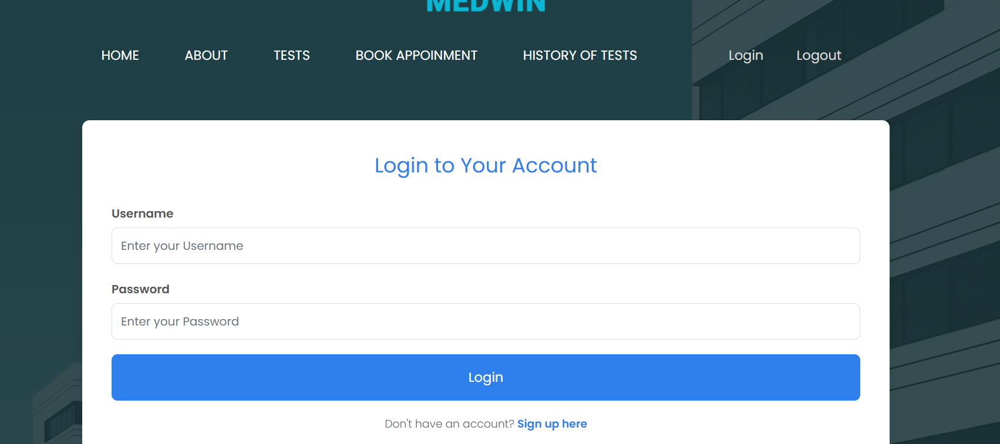 MEDWIN
HOME ABOUT TESTS BOOK APPOINMENT HISTORY OF TESTS Login Logout
Login to Your Account
Username
Enter your Username
Password
Enter your Password
Login
Don't have an account? Sign up here